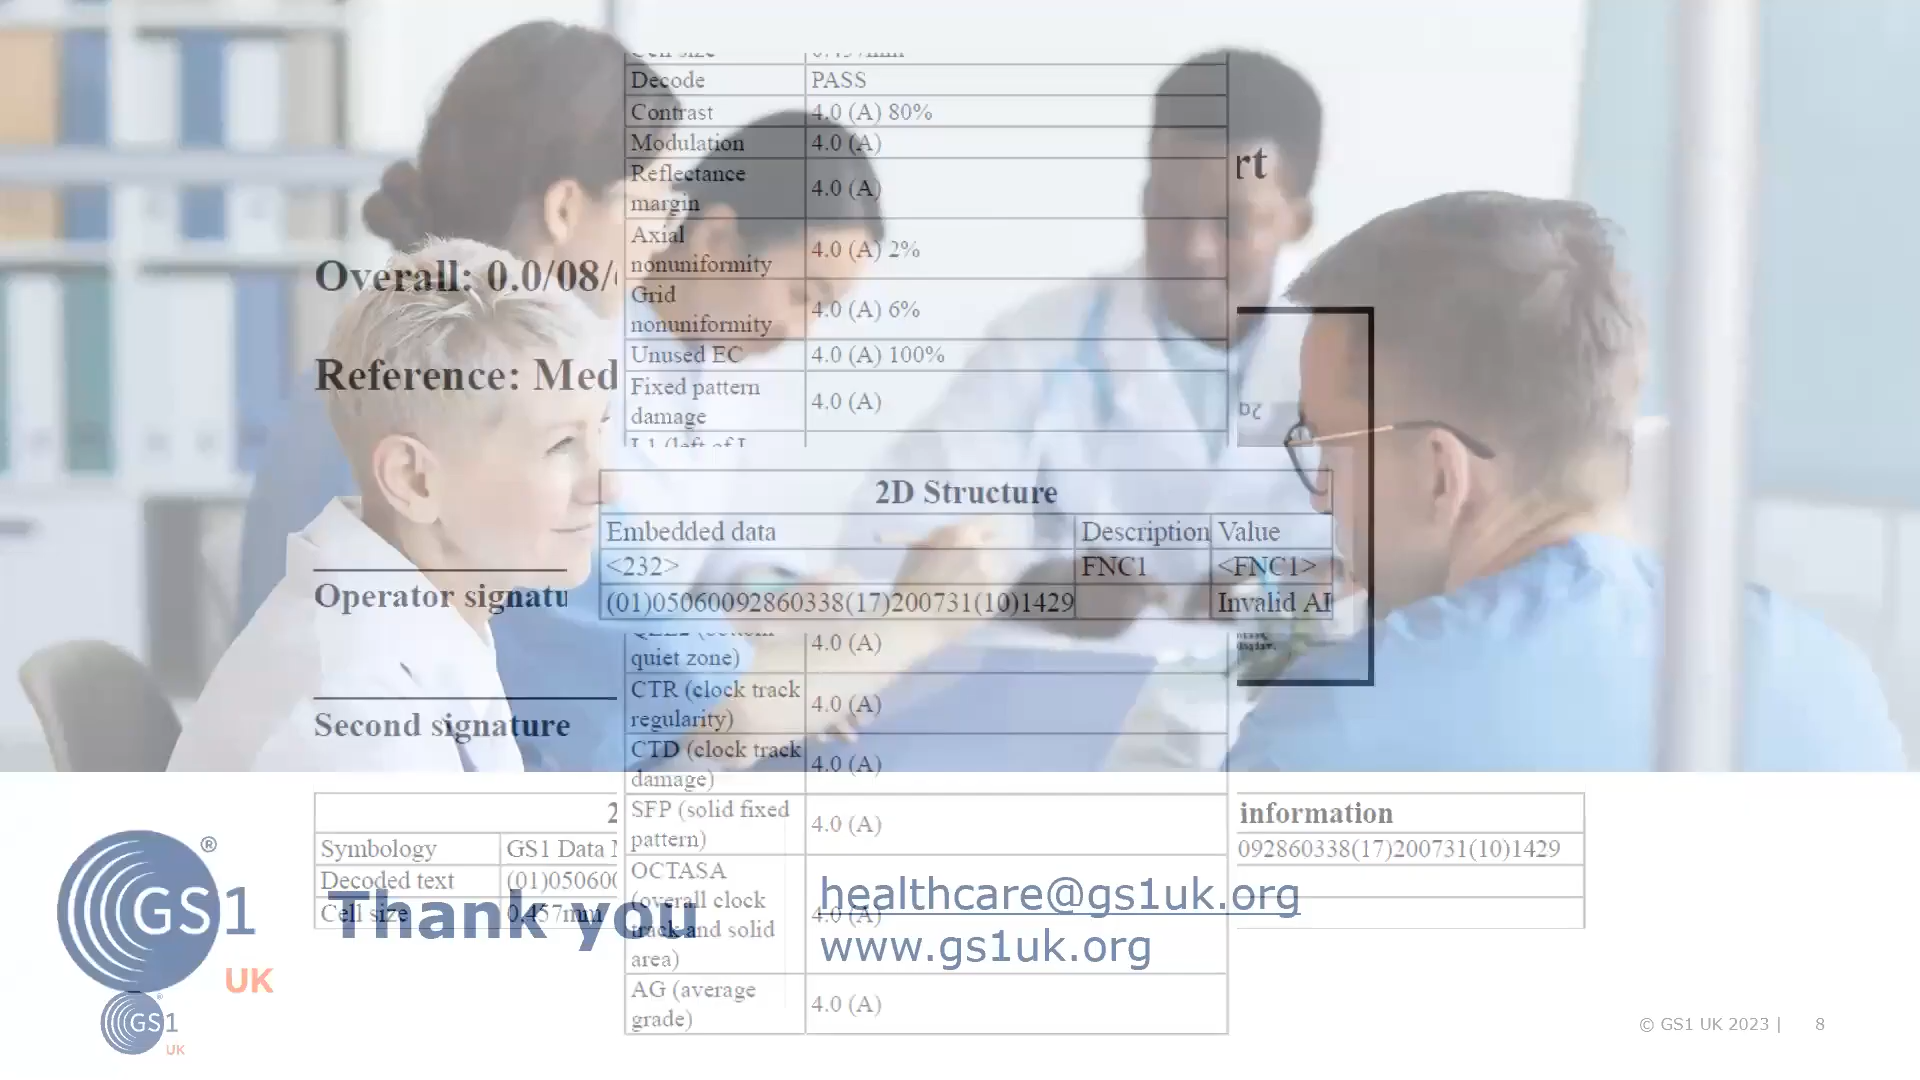 Decode PASS
Contrast 4.0 (A) 80%
Modulation 4.0 (A)
Reflectance
margin 4.0 (A)
Axial
nonuniformity 4.0 (A) 2%
Grid
nonuniformity 4.0 (A) 6%
Unused EC 4.0 (A) 100%
Fixed pattern
damage 4.0 (A)
rt
Overall: 0.0/08/
Reference: Med
2D Structure
Embedded data Description Value
<232> FNC1 <FNC1>
(01)05060092860338(17)200731(10)1429 Invalid AI
Operator signatu
Second signature
quiet zone) 4.0 (A)
CTR (clock track
regularity) 4.0 (A)
CTD (clock track
damage) 4.0 (A)
SFP (solid fixed
pattern) 4.0 (A)
OCTASA
(overall clock
track and solid
area) 4.0 (A)
AG (average
grade) 4.0 (A)
2
Symbology GS1 Data
Decoded text (01)05060
Cell size 0.457mm
information
092860338(17)200731(10)1429
Thank you
healthcare@gs1uk.org
www.gs1uk.org
GS1
UK
GS1
UK
© GS1 UK 2023 | 8